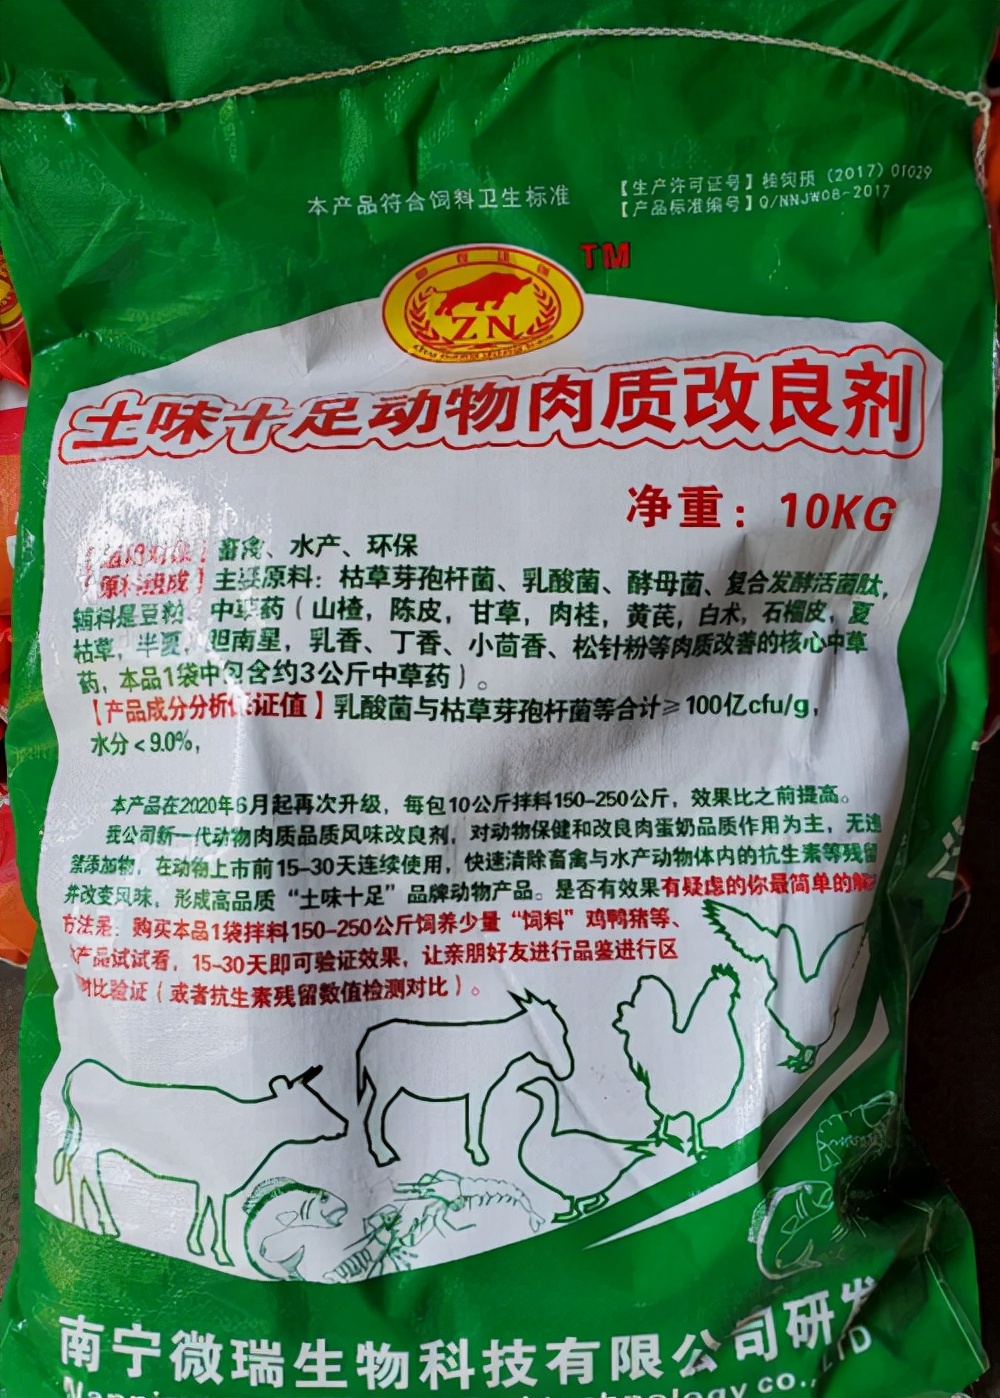 本产品符合饲料卫生标准
【生产许可证号】桂饲预（2017）01029
【产品标准编号】Q/NNJW08-2017
TM
ZN
土味十足动物肉质改良剂
净重：10KG
【适用对象】畜禽、水产、环保
【原料组成】主要原料：枯草芽孢杆菌、乳酸菌、酵母菌、复合发酵活菌肽，
辅料是豆粉、中草药（山楂，陈皮，甘草，肉桂，黄芪，白术，石榴皮，夏
枯草，半夏，胆南星，乳香、丁香、小茴香、松针粉等肉质改善的核心中草
药，本品1袋中包含约3公斤中草药）。
【产品成分分析保证值】乳酸菌与枯草芽孢杆菌等合计≥100亿cfu/g，
水分<9.0%，
本产品在2020年6月起再次升级，每包10公斤拌料150-250公斤，效果比之前提高。
我公司新一代动物肉质品质风味改良剂，对动物保健和改良肉蛋奶品质作用为主，无违
禁添加物，在动物上市前15-30天连续使用，快速清除畜禽与水产动物体内的抗生素等残留
并改变风味，形成高品质“土味十足”品牌动物产品。是否有效果有疑虑的你最简单的解
方法是：购买本品1袋拌料150-250公斤饲养少量“饲料”鸡鸭猪等、
水产品试试看，15-30天即可验证效果，让亲朋好友进行品鉴进行区
对比验证（或者抗生素残留数值检测对比）。
南宁微瑞生物科技有限公司研发
co., LTD